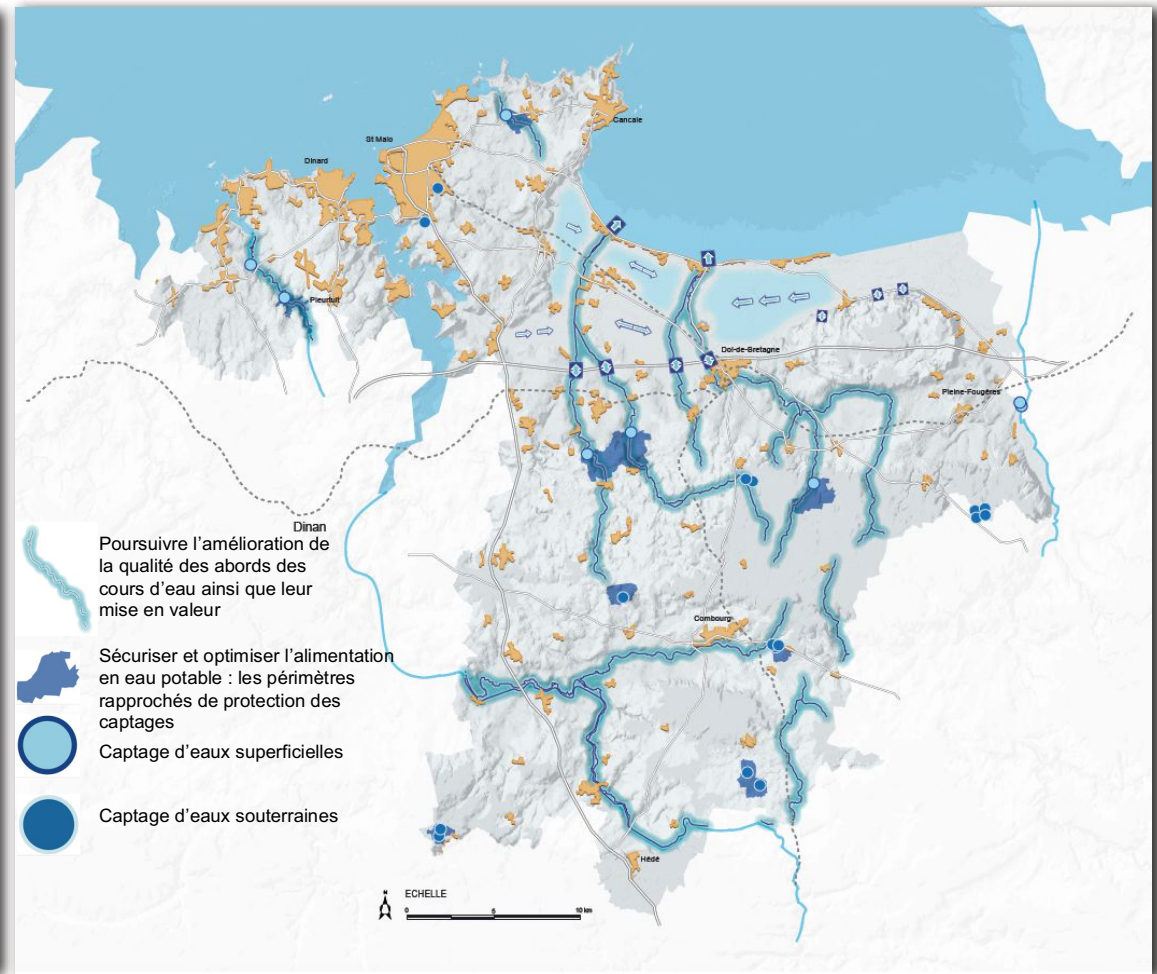 Cancale
St Malo
Dinard
Pleurtuit
Dol-de-Bretagne
Pleine-Fougères
Dinan
Combourg
Hédé
Poursuivre l’amélioration de
la qualité des abords des
cours d’eau ainsi que leur
mise en valeur
Sécuriser et optimiser l’alimentation
en eau potable : les périmètres
rapprochés de protection des
captages
Captage d’eaux superficielles
Captage d’eaux souterraines
N
ECHELLE
0 5 10 km